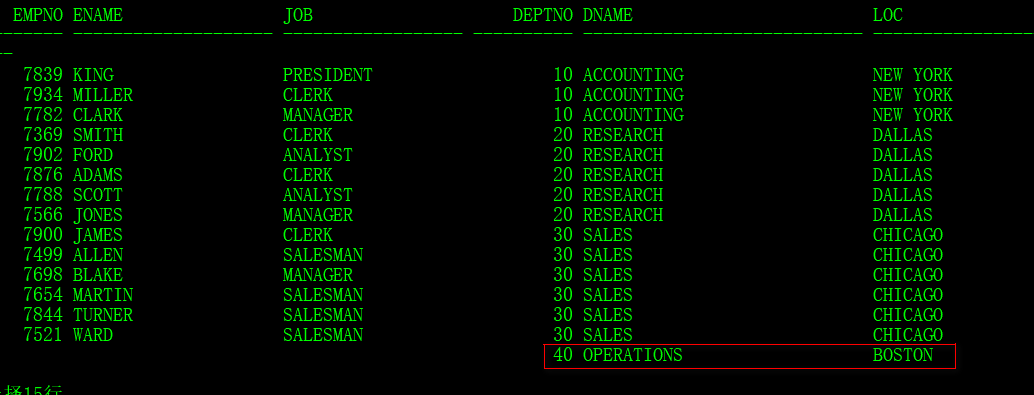 EMPNO ENAME JOB DEPTNO DNAME LOC
------- -------------------- ------------------ ---------- ---------------------------- ----------------
--
7839 KING PRESIDENT 10 ACCOUNTING NEW YORK
7934 MILLER CLERK 10 ACCOUNTING NEW YORK
7782 CLARK MANAGER 10 ACCOUNTING NEW YORK
7369 SMITH CLERK 20 RESEARCH DALLAS
7902 FORD ANALYST 20 RESEARCH DALLAS
7876 ADAMS CLERK 20 RESEARCH DALLAS
7788 SCOTT ANALYST 20 RESEARCH DALLAS
7566 JONES MANAGER 20 RESEARCH DALLAS
7900 JAMES CLERK 30 SALES CHICAGO
7499 ALLEN SALESMAN 30 SALES CHICAGO
7698 BLAKE MANAGER 30 SALES CHICAGO
7654 MARTIN SALESMAN 30 SALES CHICAGO
7844 TURNER SALESMAN 30 SALES CHICAGO
7521 WARD SALESMAN 30 SALES CHICAGO
40 OPERATIONS BOSTON
择15行